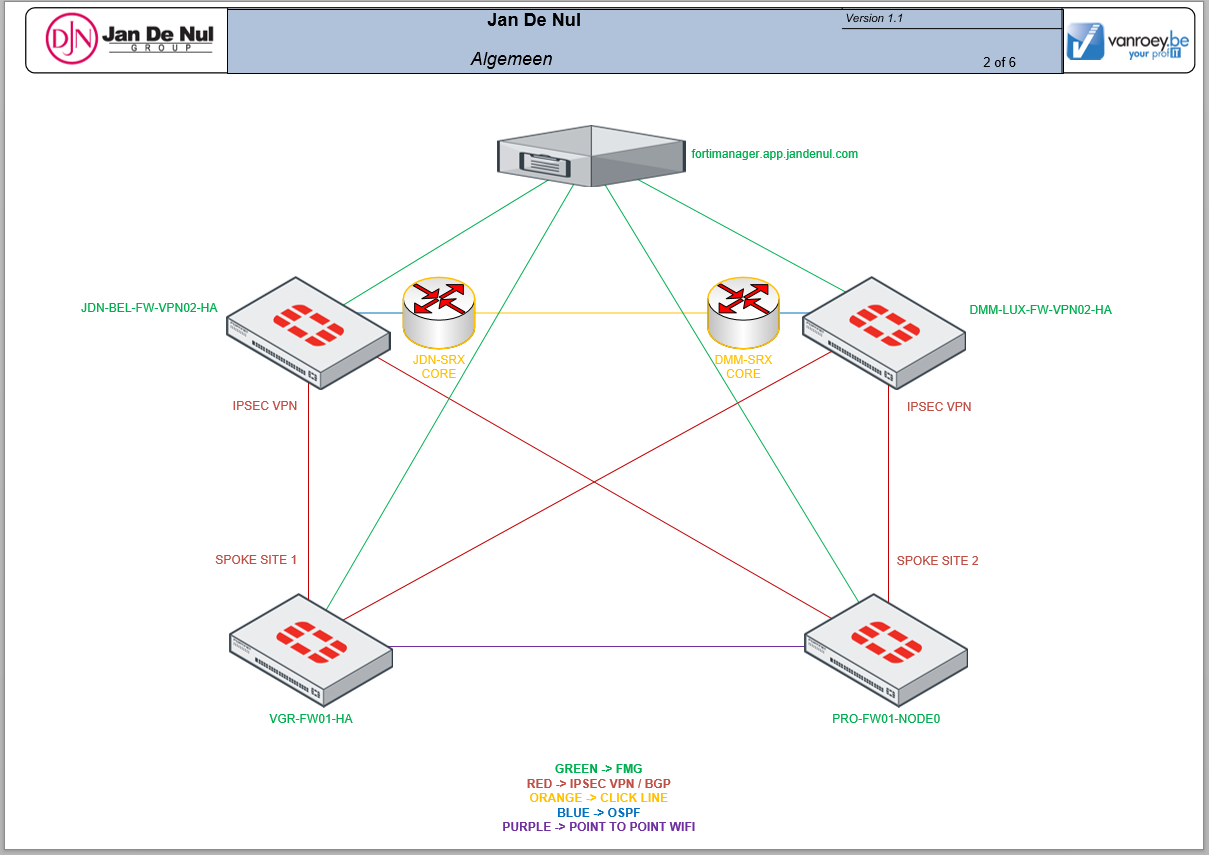 Jan De Nul
GROUP
DJN
Jan De Nul
Algemeen
Version 1.1
2 of 6
vanroey.be
your profIT
fortimanager.app.jandenul.com
JDN-BEL-FW-VPN02-HA
DMM-LUX-FW-VPN02-HA
JDN-SRX
CORE
DMM-SRX
CORE
IPSEC VPN
IPSEC VPN
SPOKE SITE 1
SPOKE SITE 2
VGR-FW01-HA
PRO-FW01-NODE0
GREEN -> FMG
RED -> IPSEC VPN / BGP
ORANGE -> CLICK LINE
BLUE -> OSPF
PURPLE -> POINT TO POINT WIFI